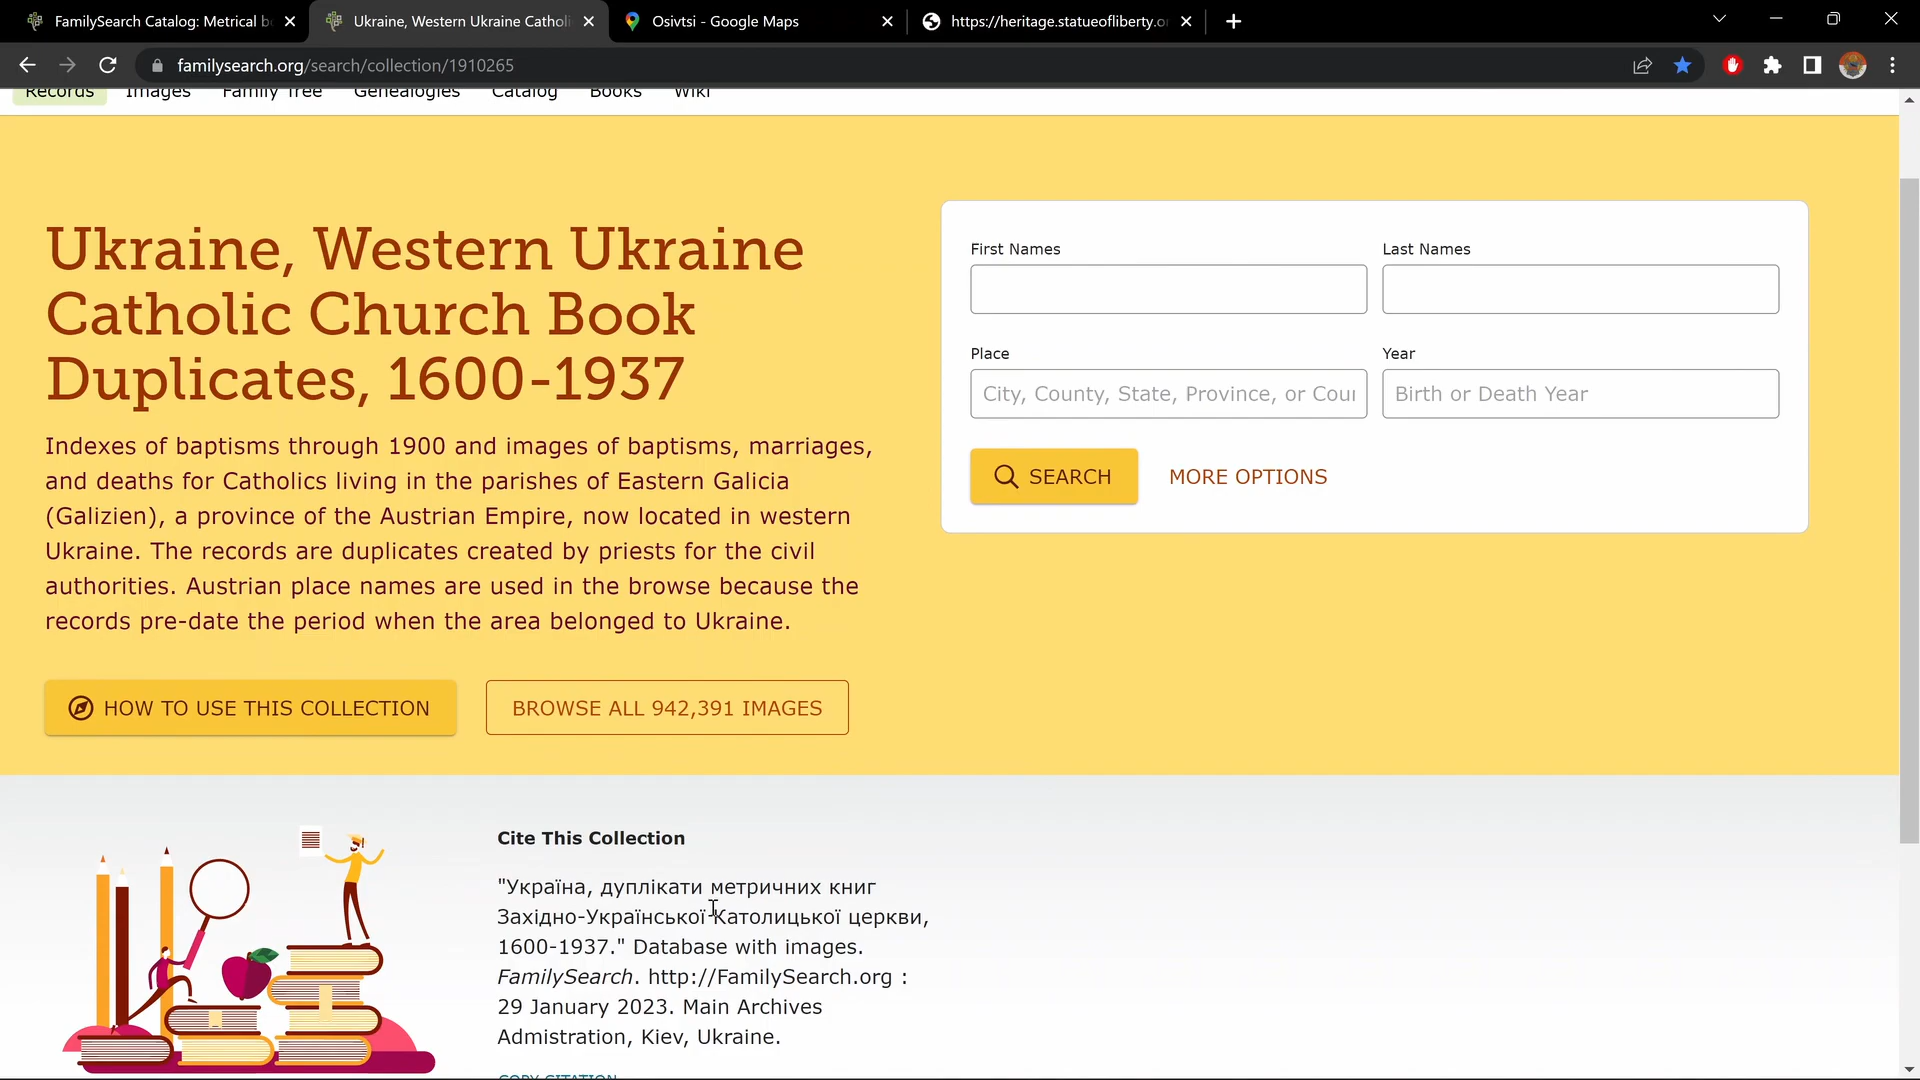 FamilySearch Catalog: Metrical b
Ukraine, Western Ukraine Catholi
Osivtsi - Google Maps
https://heritage.statueofliberty.o
familysearch.org/search/collection/1910265
Records Images Family Tree Genealogies Catalog Books Wiki
Ukraine, Western Ukraine
Catholic Church Book
Duplicates, 1600-1937
Indexes of baptisms through 1900 and images of baptisms, marriages,
and deaths for Catholics living in the parishes of Eastern Galicia
(Galizien), a province of the Austrian Empire, now located in western
Ukraine. The records are duplicates created by priests for the civil
authorities. Austrian place names are used in the browse because the
records pre-date the period when the area belonged to Ukraine.
HOW TO USE THIS COLLECTION
BROWSE ALL 942,391 IMAGES
First Names
Last Names
Place
Year
City, County, State, Province, or Cour
Birth or Death Year
SEARCH
MORE OPTIONS
Cite This Collection
"Україна, дуплікати метричних книг
Західно-Української Католицької церкви,
1600-1937." Database with images.
FamilySearch. http://FamilySearch.org :
29 January 2023. Main Archives
Admistration, Kiev, Ukraine.
COPY CITATION